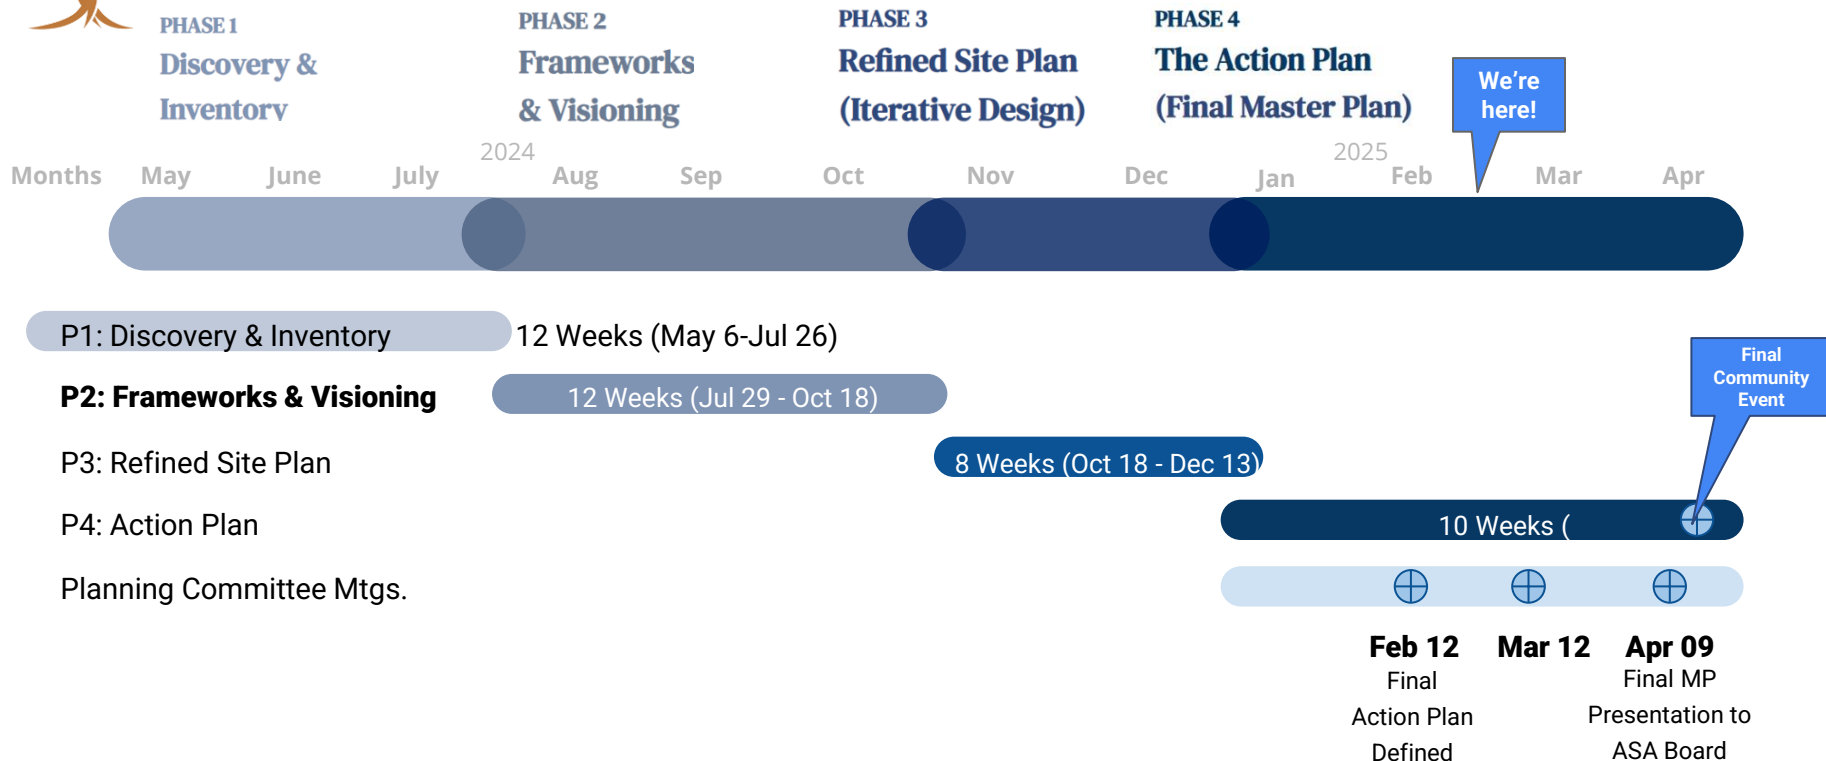 PHASE 1
Discovery &
Inventory
PHASE 2
Frameworks
& Visioning
PHASE 3
Refined Site Plan
(Iterative Design)
PHASE 4
The Action Plan
(Final Master Plan)
We're
here!
2024
2025
Months May June July Aug Sep Oct Nov Dec Jan Feb Mar Apr
P1: Discovery & Inventory 12 Weeks (May 6-Jul 26)
P2: Frameworks & Visioning 12 Weeks (Jul 29 - Oct 18)
P3: Refined Site Plan 8 Weeks (Oct 18 - Dec 13)
Final
Community
Event
P4: Action Plan 10 Weeks (
Planning Committee Mtgs.
Feb 12
Final
Action Plan
Defined
Mar 12
Apr 09
Final MP
Presentation to
ASA Board